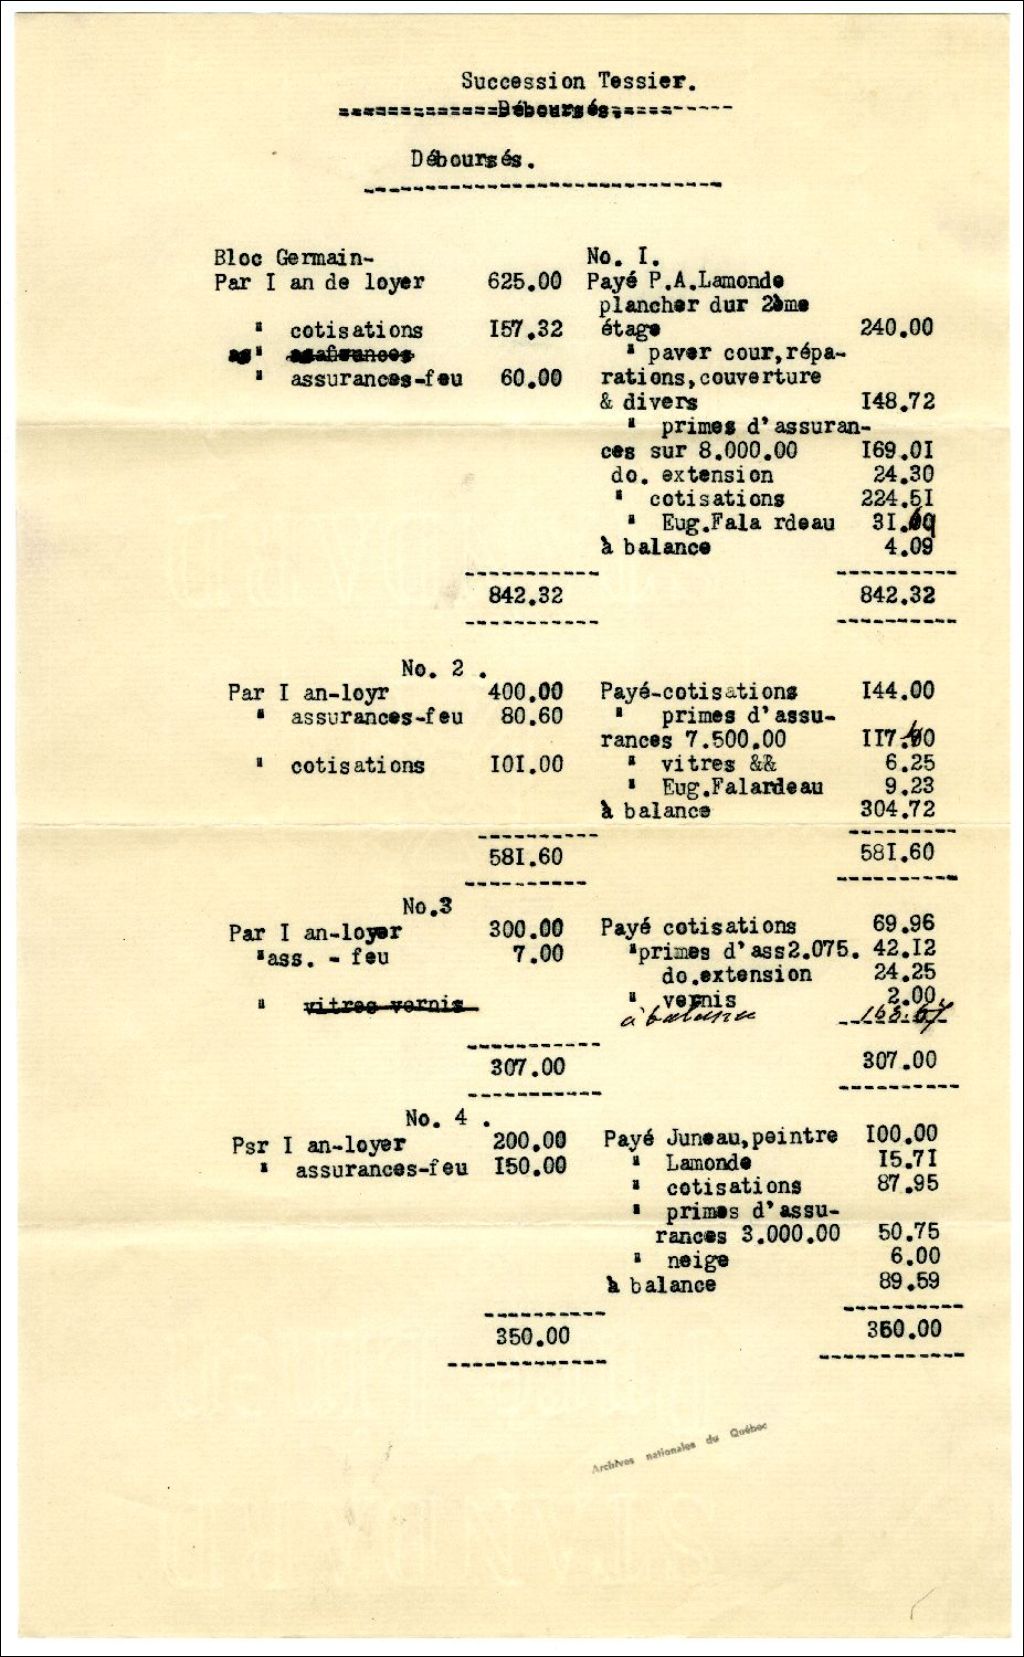 Succession Tessier.
Déboursés.
Déboursés.
Bloc Germain- No. I.
Par I an de loyer 625.00 Payé P.A.Lamonde
plancher dur 2ème
" cotisations I57.32 étage 240.00
as" assurances " paver cour,répa-
" assurances-feu 60.00 rations,couverture
& divers I48.72
" primes d'assuran-
ces sur 8.000.00 I69.0I
do. extension 24.30
" cotisations 224.5I
" Eug.Fala rdeau 3I.69
à balance 4.09
842.32 842.32
No. 2 .
Par I an-loyr 400.00 Payé-cotisations I44.00
" assurances-feu 80.60 " primes d'assu-
rances 7.500.00 II7.40
" cotisations I0I.00 " vitres && 6.25
" Eug.Falardeau 9.23
à balance 304.72
58I.60 58I.60
No.3
Par I an-loyer 300.00 Payé cotisations 69.96
"ass. - feu 7.00 "primes d'ass2.075. 42.I2
do.extension 24.25
" vitres vernis " vernis 2.00
à balance 168.67
307.00 307.00
No. 4 .
Psr I an-loyer 200.00 Payé Juneau,peintre I00.00
" assurances-feu I50.00 " Lamonde I5.7I
" cotisations 87.95
" primes d'assu-
rances 3.000.00 50.75
" neige 6.00
à balance 89.59
350.00 350.00
Archives nationales du Québec